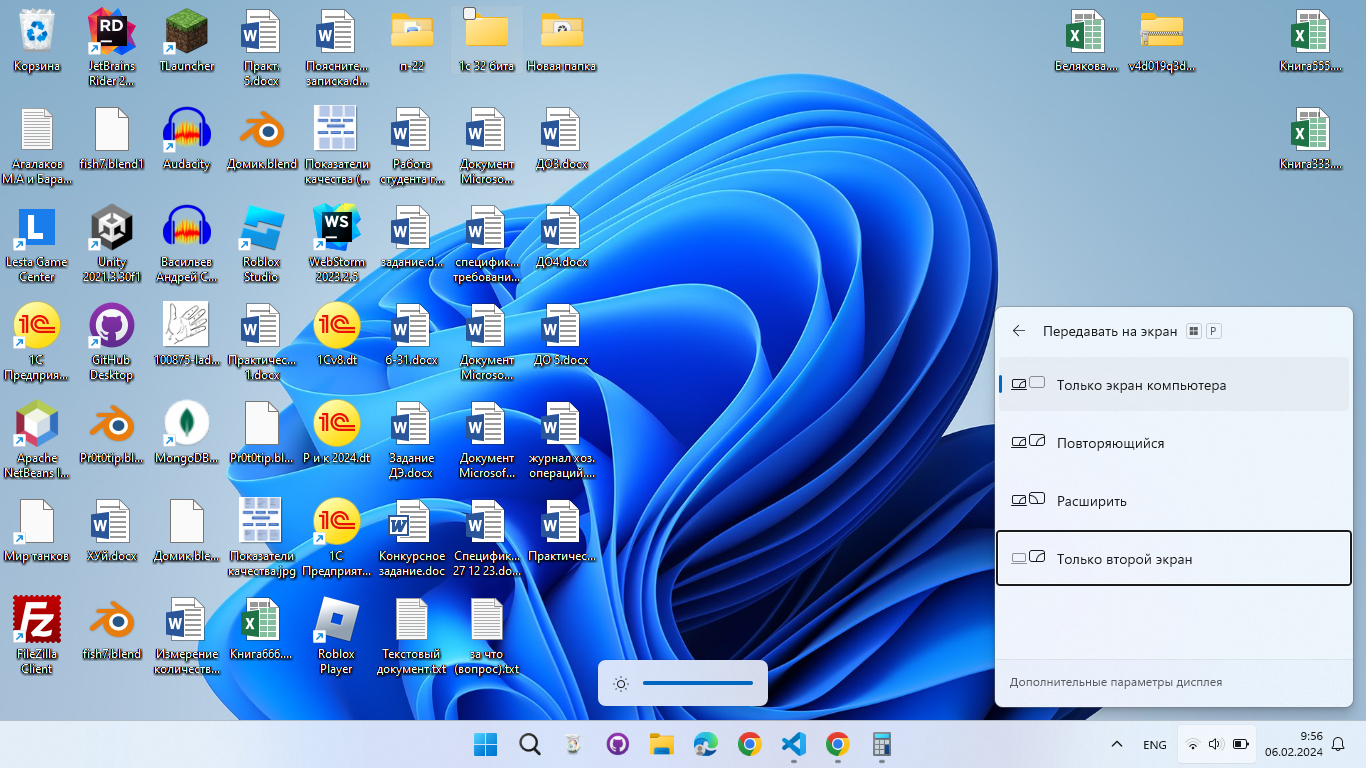 Корзина
JetBrains
Rider 2...
TLauncher
Практ.
5.docx
Поясните...
записка.d...
п-22
1с 32 бита
Новая папка
Белякова....
v4d019q3d...
Книга555....
Агалаков
М.А и Бара...
fish7.blend1
Audacity
Домик.blend
Показатели
качества (...
Работа
студента г...
Документ
Microso...
ДО3.docx
Книга333....
Lesta Game
Center
Unity
2021.3.30f1
Васильев
Андрей С...
Roblox
Studio
WS
WebStorm
2023.2.5
задание.d...
специфик...
требовани...
ДО4.docx
1С
Предприя...
GitHub
Desktop
100875-lad...
Практичес...
1.docx
1Cv8.dt
6-31.docx
Документ
Microso...
ДО 5.docx
Apache
NetBeans I...
Pr0t0tip.bl...
MongoDB...
Pr0t0tip.bl...
Р и к 2024.dt
Задание
ДЭ.docx
Документ
Microsof...
журнал хоз.
операций....
Мир танков
ХУЙ.docx
Домик.ble...
Показатели
качества.jpg
1С
Предприят...
Конкурсное
задание.doc
Специфик...
27 12 23.do...
Практичес...
FileZilla
Client
fish7.blend
Измерение
количеств...
Книга666....
Roblox
Player
Текстовый
документ.txt
за что
(вопрос).txt
Передавать на экран P
Только экран компьютера
Повторяющийся
Расширить
Только второй экран
Дополнительные параметры дисплея
ENG
9:56
06.02.2024